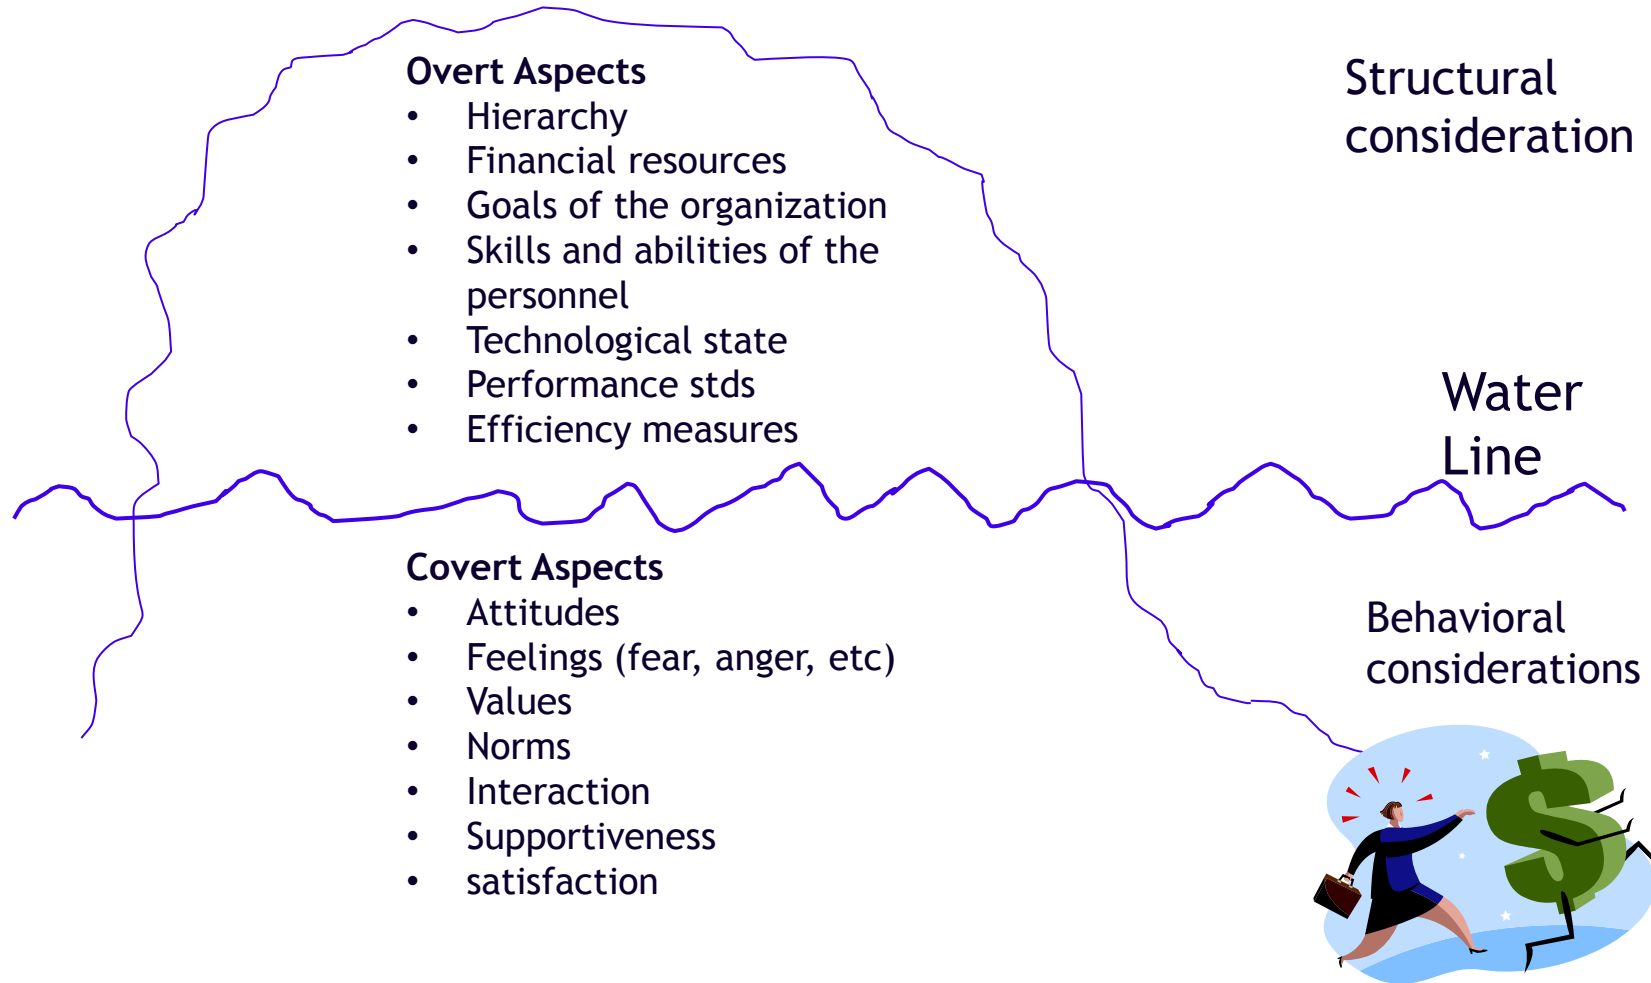 Overt Aspects
• Hierarchy
• Financial resources
• Goals of the organization
• Skills and abilities of the
personnel
• Technological state
• Performance stds
• Efficiency measures
Structural
consideration
Water
Line
Covert Aspects
• Attitudes
• Feelings (fear, anger, etc)
• Values
• Norms
• Interaction
• Supportiveness
• satisfaction
Behavioral
considerations
$